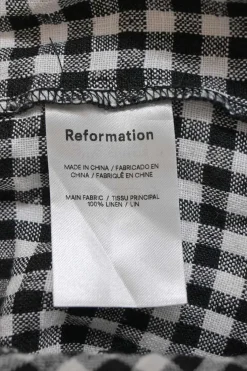 Reformation
MADE IN CHINA / FABRICADO EN
CHINA / FABRIQUÉ EN CHINE
MAIN FABRIC / TISSU PRINCIPAL
100% LINEN / LIN